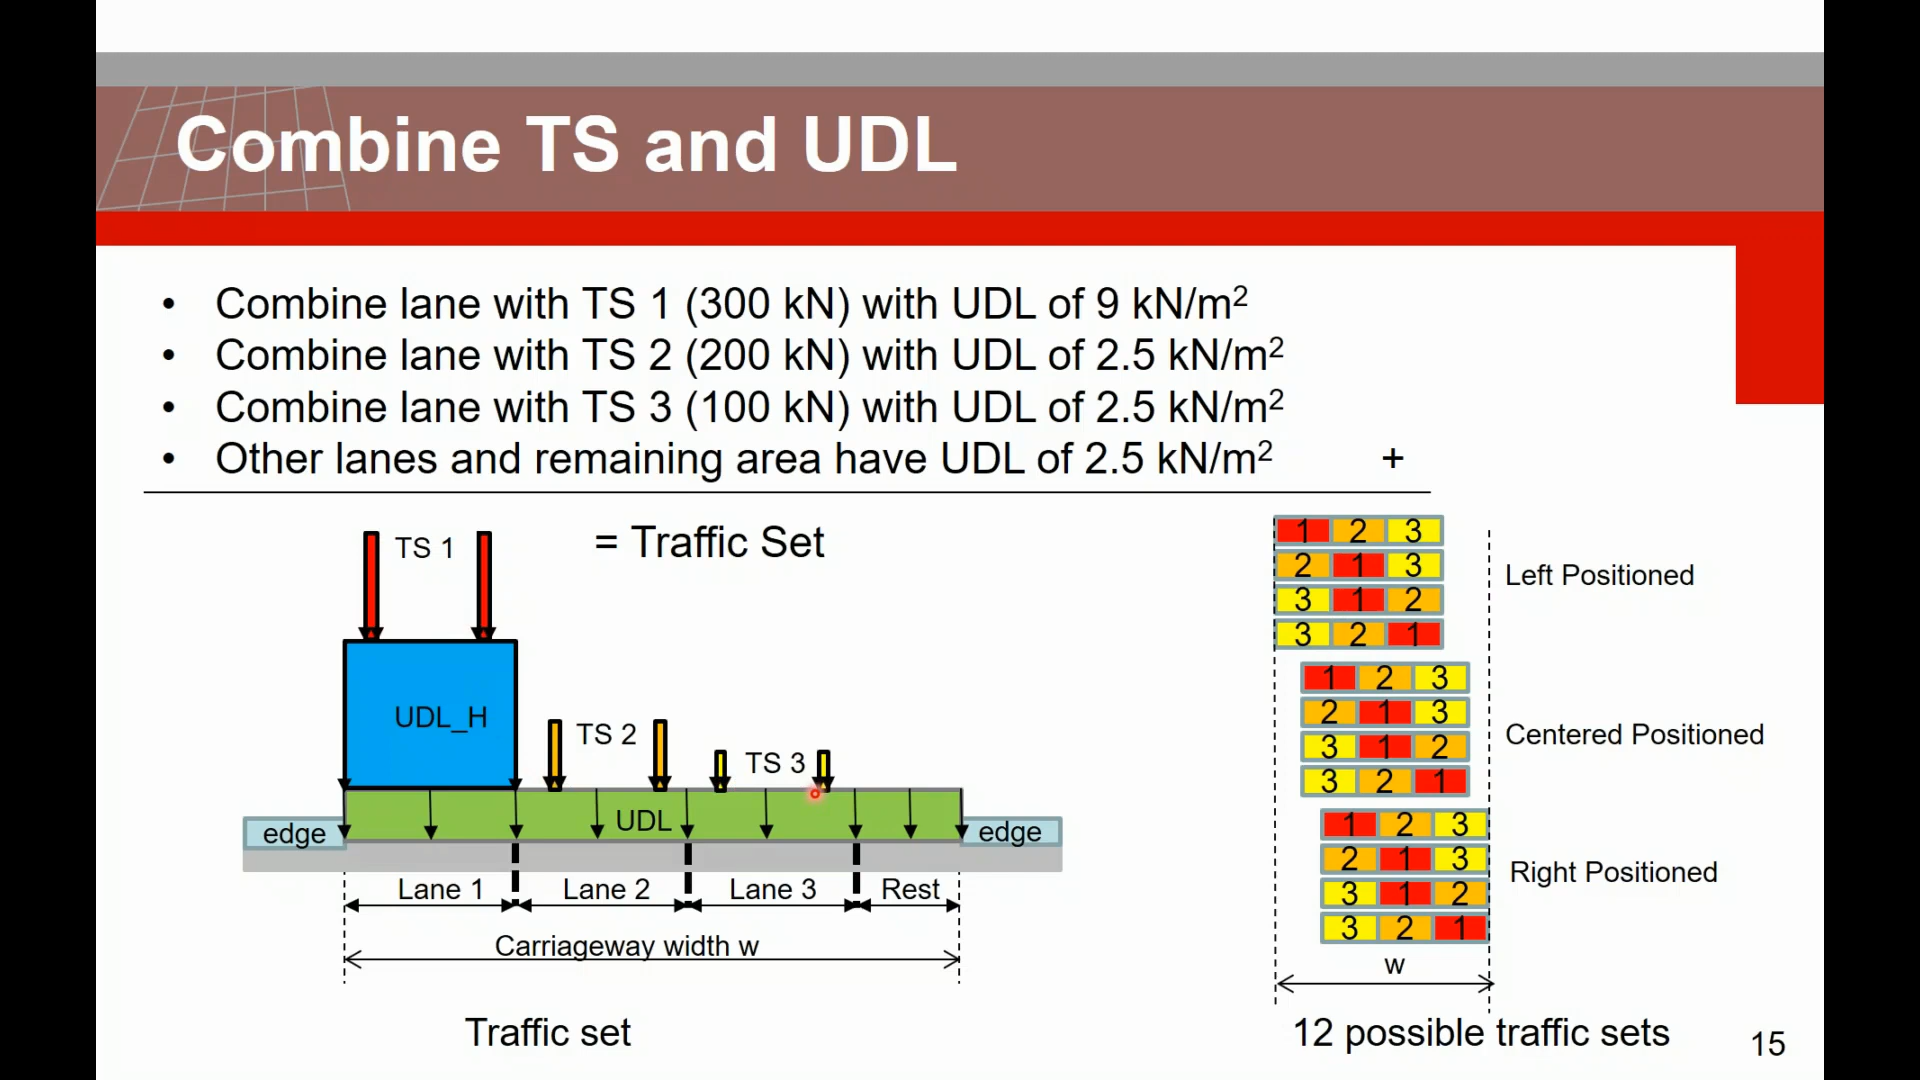 Combine TS and UDL
• Combine lane with TS 1 (300 kN) with UDL of 9 kN/m²
• Combine lane with TS 2 (200 kN) with UDL of 2.5 kN/m²
• Combine lane with TS 3 (100 kN) with UDL of 2.5 kN/m²
• Other lanes and remaining area have UDL of 2.5 kN/m² +
= Traffic Set
TS 1
UDL_H
TS 2
TS 3
UDL
edge
edge
Lane 1
Lane 2
Lane 3
Rest
Carriageway width w
Traffic set
1 2 3
2 1 3
3 1 2
3 2 1
Left Positioned
1 2 3
2 1 3
3 1 2
3 2 1
Centered Positioned
1 2 3
2 1 3
3 1 2
3 2 1
Right Positioned
w
12 possible traffic sets
15